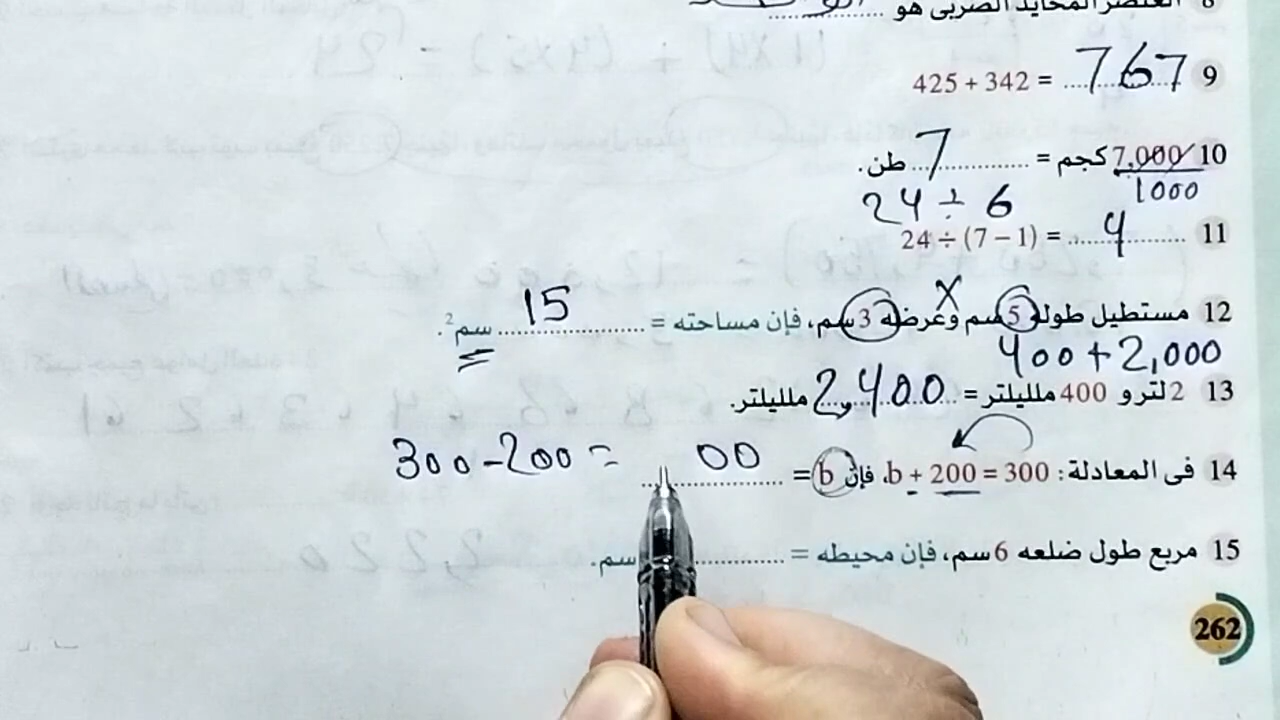 8 العنصر المحايد الضربى هو
9 425 + 342 = 767
10 7,000 كجم = 7 طن.
1000
24 ÷ 6
11 24 ÷ (7 – 1) = 4
12 مستطيل طوله 5 سم وعرضه 3 سم، فإن مساحته = 15 سم2.
X
400 + 2,000
13 2 لتر و 400 ملليلتر = 2,400 ملليلتر.
14 فى المعادلة : b + 200 = 300، فإن b =
300 - 200 = 00
15 مربع طول ضلعه 6 سم، فإن محيطه = سم.
262